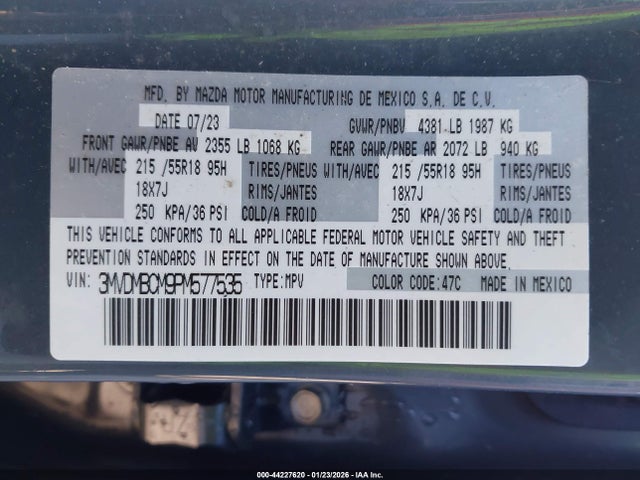 MFD. BY MAZDA MOTOR MANUFACTURING DE MEXICO S.A. DE C.V.
DATE 07/23 GVWR/PNBV 4381 LB 1987 KG
FRONT GAWR/PNBE AV 2355 LB 1068 KG REAR GAWR/PNBE AR 2072 LB 940 KG
WITH/AVEC 215 /55R18 95H TIRES/PNEUS WITH/AVEC 215 /55R18 95H TIRES/PNEUS
18X7J RIMS/JANTES 18X7J RIMS/JANTES
250 KPA/36 PSI COLD/A FROID 250 KPA/36 PSI COLD/A FROID
THIS VEHICLE CONFORMS TO ALL APPLICABLE FEDERAL MOTOR VEHICLE SAFETY AND THEFT
PREVENTION STANDARDS IN EFFECT ON THE DATE OF MANUFACTURE SHOWN ABOVE.
VIN: 3MVDMBCM9PM577535 TYPE:MPV COLOR CODE:47C MADE IN MEXICO
000-44227620 - 01/23/2026 - Copyright IAA, Inc.